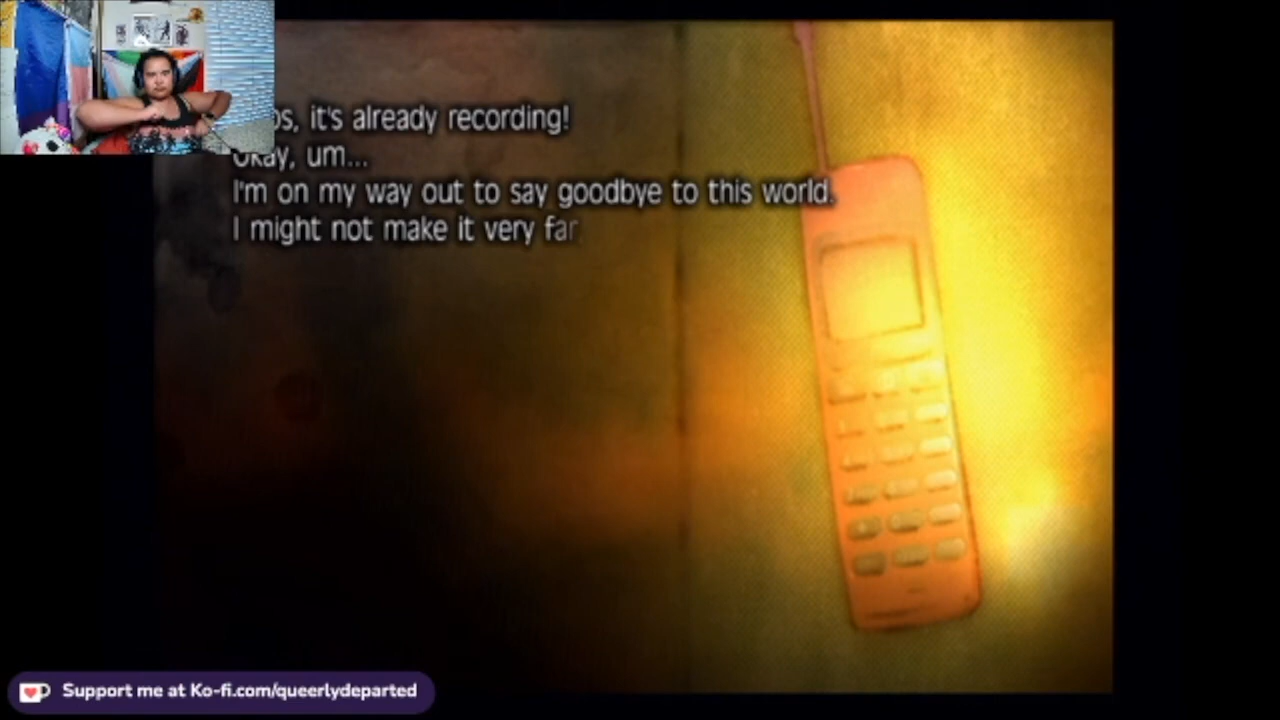 it's already recording!
Okay, um...
I'm on my way out to say goodbye to this world.
I might not make it very far
Support me at Ko-fi.com/queerlydeparted